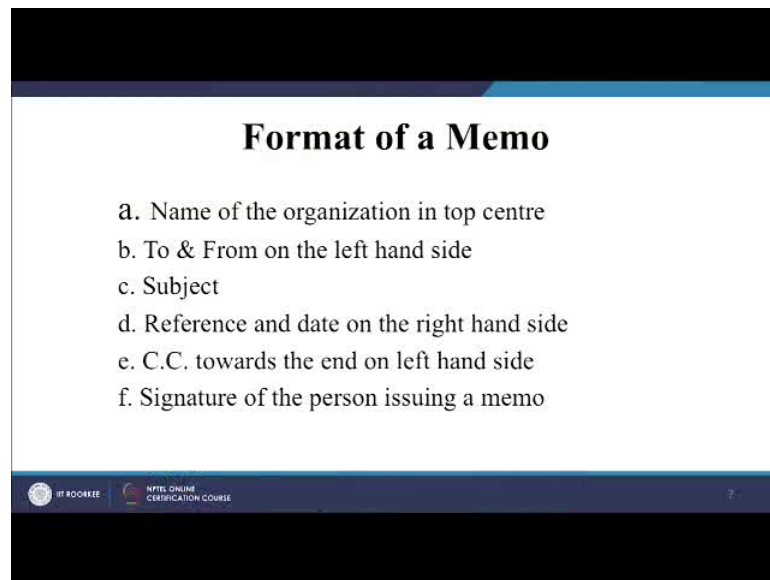 Format of a Memo
a. Name of the organization in top centre
b. To & From on the left hand side
c. Subject
d. Reference and date on the right hand side
e. C.C. towards the end on left hand side
f. Signature of the person issuing a memo
IIT ROORKEE
NPTEL ONLINE
CERTIFICATION COURSE